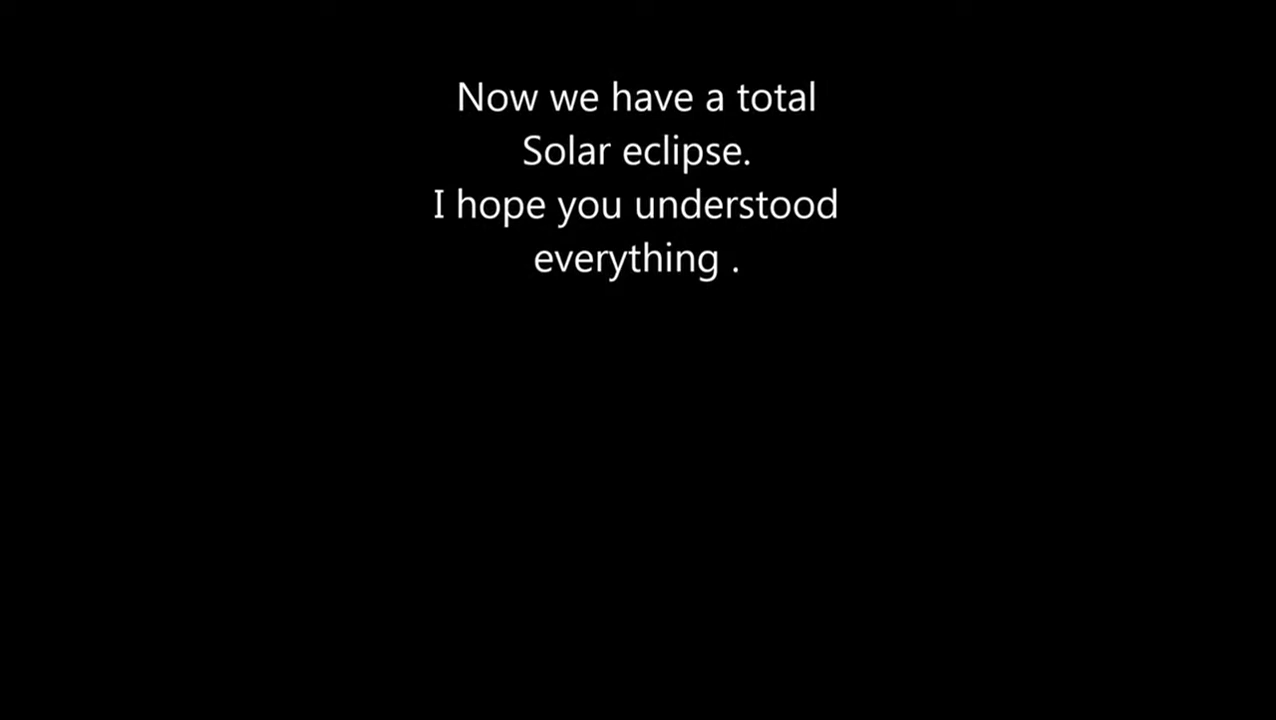 Now we have a total
Solar eclipse.
I hope you understood
everything .